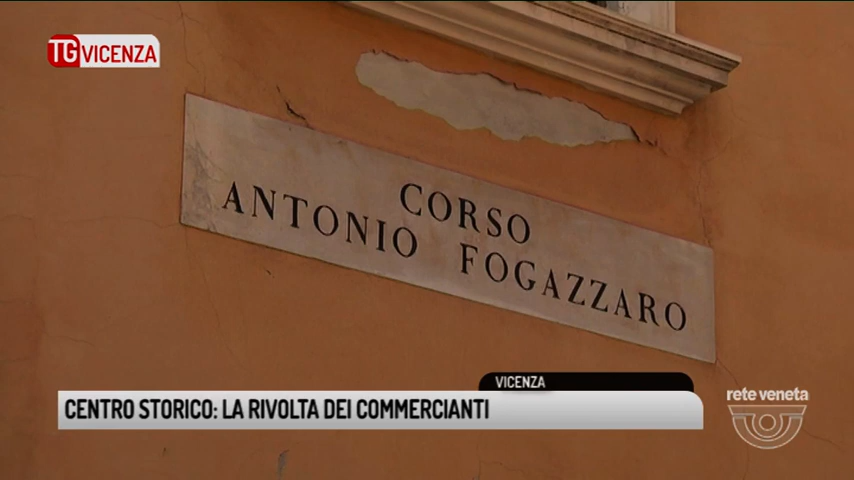 TG VICENZA
CORSO
ANTONIO FOGAZZARO
VICENZA
CENTRO STORICO: LA RIVOLTA DEI COMMERCIANTI
rete veneta